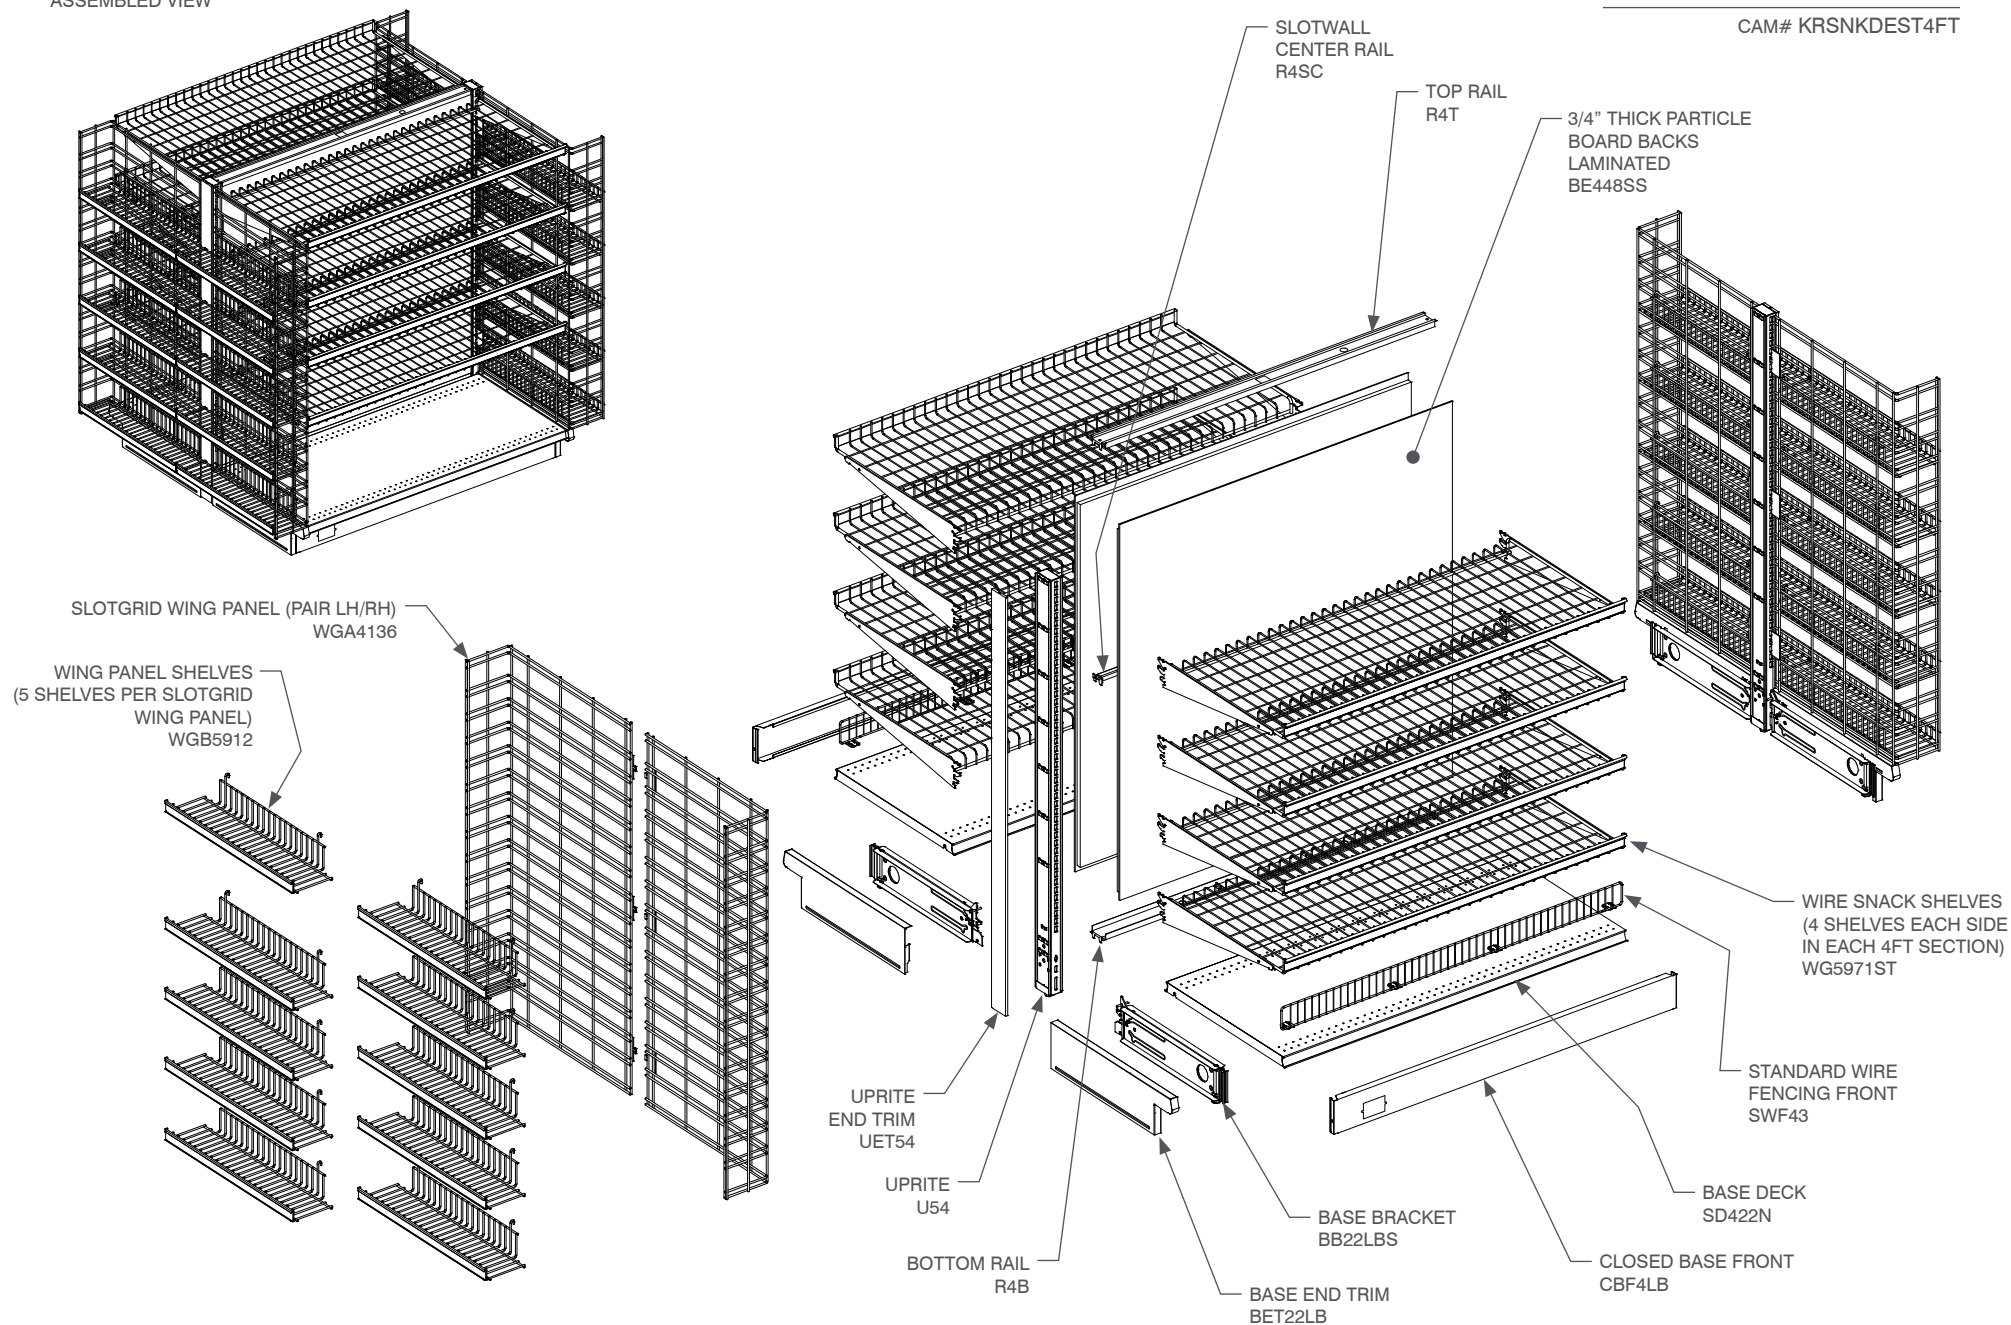 ASSEMBLED VIEW
CAM# KRSNKDEST4FT
SLOTWALL
CENTER RAIL
R4SC
TOP RAIL
R4T
3/4” THICK PARTICLE
BOARD BACKS
LAMINATED
BE448SS
SLOTGRID WING PANEL (PAIR LH/RH)
WGA4136
WING PANEL SHELVES
(5 SHELVES PER SLOTGRID
WING PANEL)
WGB5912
WIRE SNACK SHELVES
(4 SHELVES EACH SIDE
IN EACH 4FT SECTION)
WG5971ST
STANDARD WIRE
FENCING FRONT
SWF43
UPRITE
END TRIM
UET54
UPRITE
U54
BASE DECK
SD422N
BASE BRACKET
BB22LBS
BOTTOM RAIL
R4B
CLOSED BASE FRONT
CBF4LB
BASE END TRIM
BET22LB